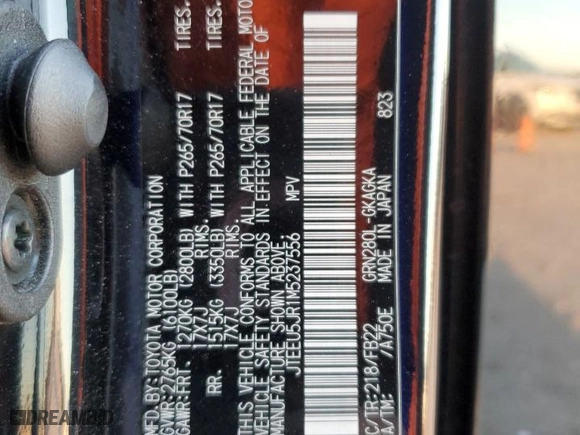 MFD. BY:TOYOTA MOTOR CORPORATION
GVWR:2765KG (6100LB)
GAWR:FRT. 1270KG (2800LB) WITH P265/70R17 TIRES.
17X7J RIMS.
RR. 1515KG (3350LB) WITH P265/70R17 TIRES.
17X7J RIMS.
THIS VEHICLE CONFORMS TO ALL APPLICABLE FEDERAL MOTOR
VEHICLE SAFETY STANDARDS IN EFFECT ON THE DATE OF
MANUFACTURE SHOWN ABOVE.
JTEEU5JR1M5237556 MPV
C/TR:218/FB22 GRN280L-GKAGKA
A/TM: /A750E MADE IN JAPAN 823
DREAMBID